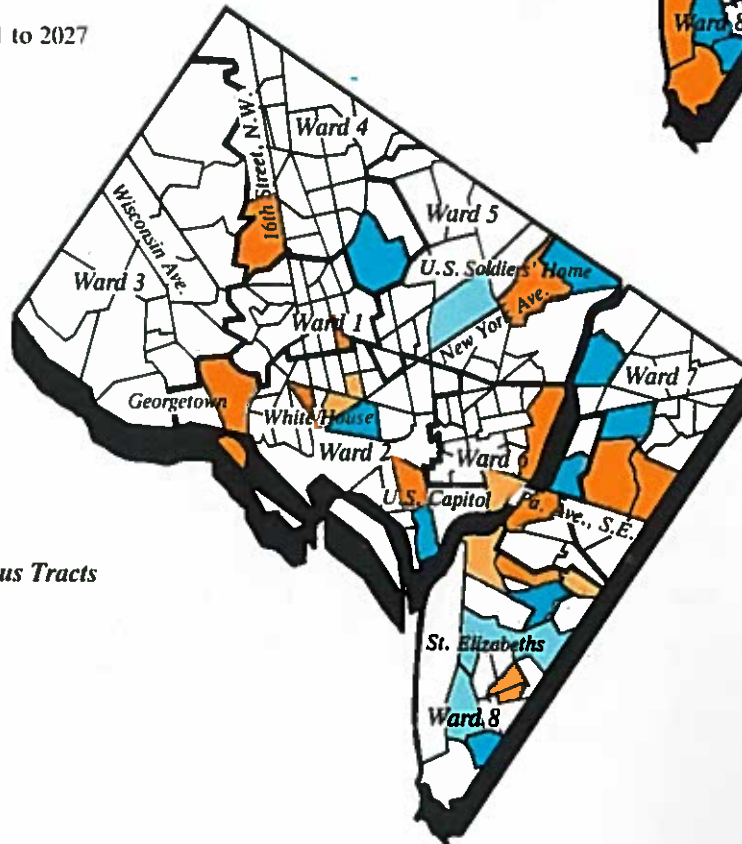 to 2027
Ward 8
Ward 4
16th Street, N.W.
Ward 5
Wisconsin Ave.
U.S. Soldiers' Home
Ward 3
New York Ave.
Ward 1
Ward 7
Georgetown
White House
Ward 2
Ward 6
U.S. Capitol
Pa. Ave., S.E.
us Tracts
St. Elizabeths
Ward 8